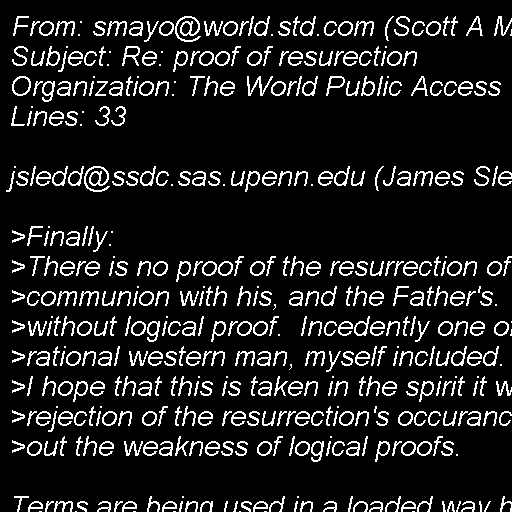 From: smayo@world.std.com (Scott A M
Subject: Re: proof of resurection
Organization: The World Public Access
Lines: 33

jsledd@ssdc.sas.upenn.edu (James Sle

>Finally:
>There is no proof of the resurrection of
>communion with his, and the Father's.
>without logical proof.  Incedently one of
>rational western man, myself included.
>I hope that this is taken in the spirit it w
>rejection of the resurrection's occuranc
>out the weakness of logical proofs.

Terms are being used in a loaded way h